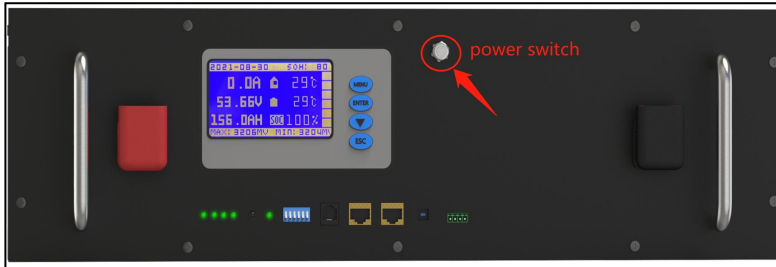 power switch
2021-08-30 SOH: 80
0.0A 29℃
53.66V 29℃
156.0AH SOC 100%
MAX: 3206MV MIN: 3204MV
MENU
ENTER
ESC